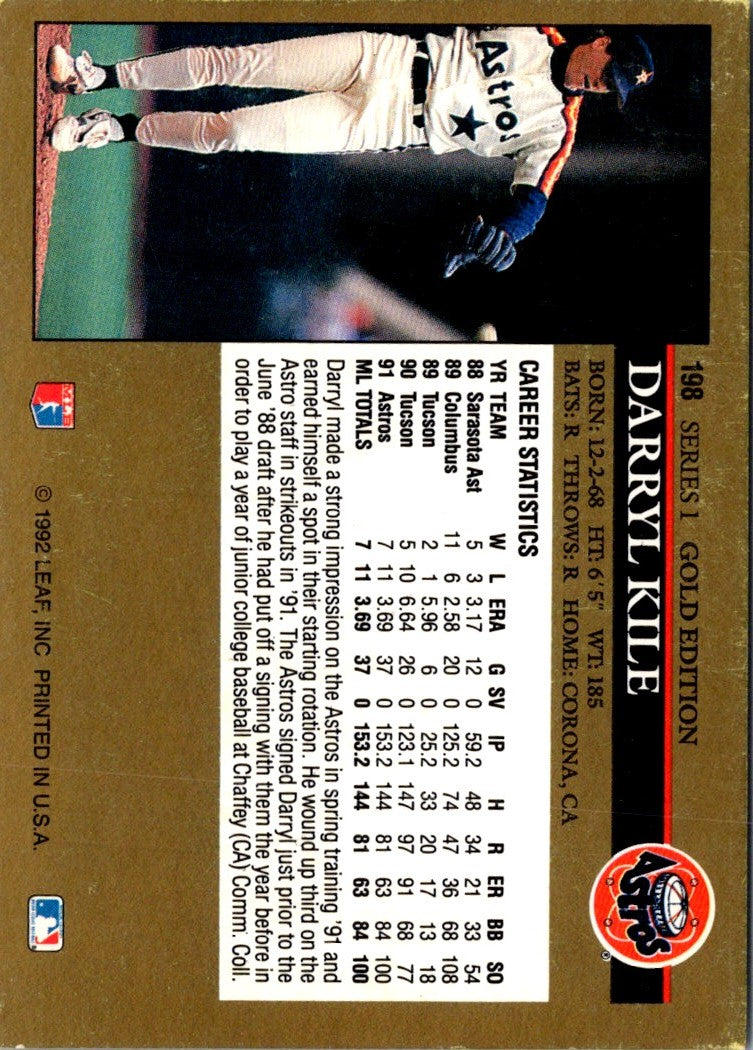 198 SERIES 1 GOLD EDITION
DARRYL KILE
BORN: 12-2-68 HT: 6'5" WT: 185
BATS: R THROWS: R HOME: CORONA, CA
Astros
®
Astros
CAREER STATISTICS
YR TEAM W L ERA G SV IP H R ER BB SO
88 Sarasota Ast 5 3 3.17 12 0 59.2 48 34 21 33 54
89 Columbus 11 6 2.58 20 0 125.2 74 47 36 68 108
89 Tucson 2 1 5.96 6 0 25.2 33 20 17 13 18
90 Tucson 5 10 6.64 26 0 123.1 147 97 91 68 77
91 Astros 7 11 3.69 37 0 153.2 144 81 63 84 100
ML TOTALS 7 11 3.69 37 0 153.2 144 81 63 84 100
Darryl made a strong impression on the Astros in spring training '91 and
earned himself a spot in their starting rotation. He wound up third on the
Astro staff in strikeouts in '91. The Astros signed Darryl just prior to the
June '88 draft after he had put off a signing with them the year before in
order to play a year of junior college baseball at Chaffey (CA) Comm. Coll.
© 1992 LEAF, INC PRINTED IN U.S.A.